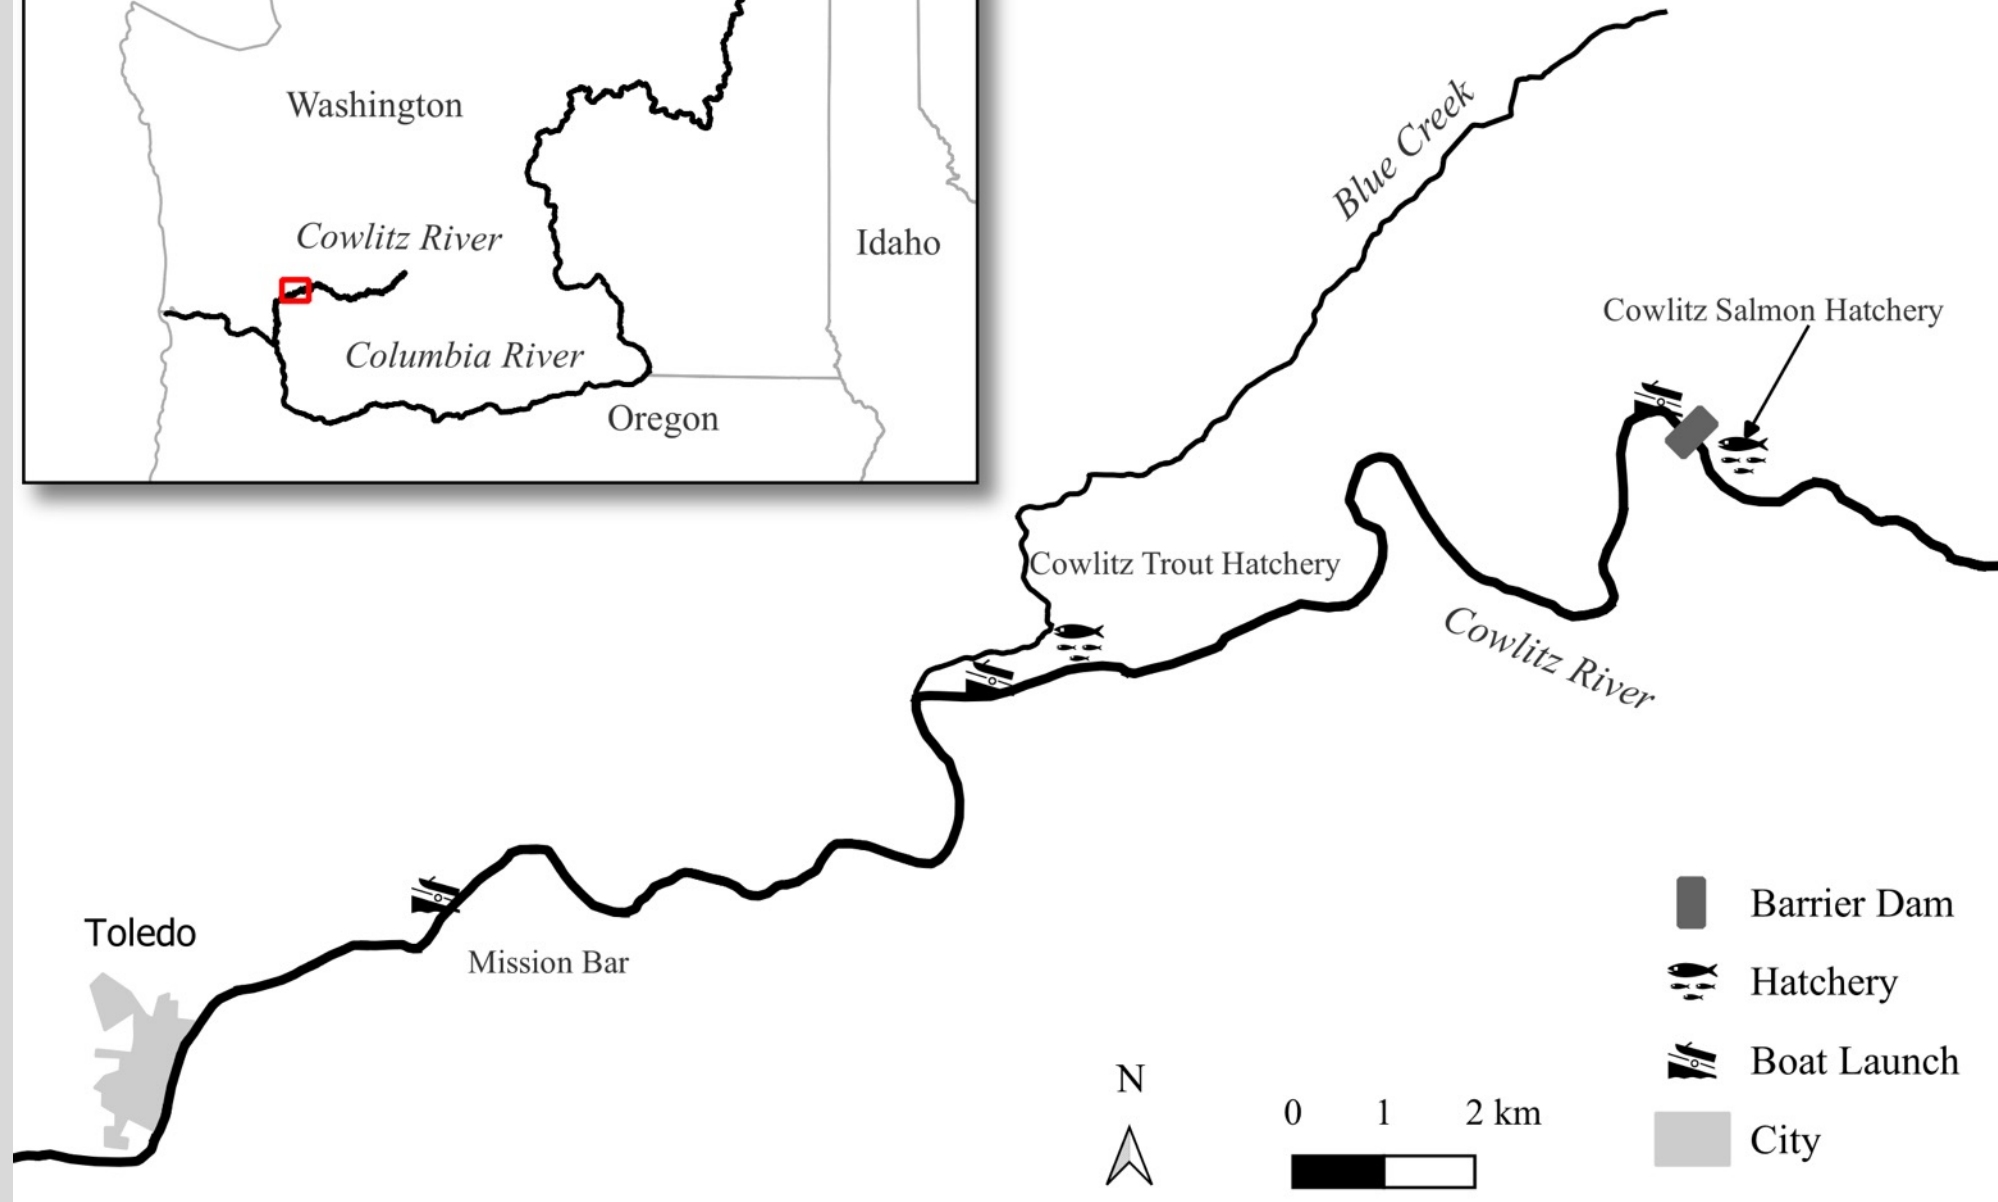 Washington
Cowlitz River
Idaho
Columbia River
Oregon
Blue Creek
Cowlitz Salmon Hatchery
Cowlitz Trout Hatchery
Cowlitz River
Toledo
Mission Bar
Barrier Dam
Hatchery
Boat Launch
City
N
0 1 2 km